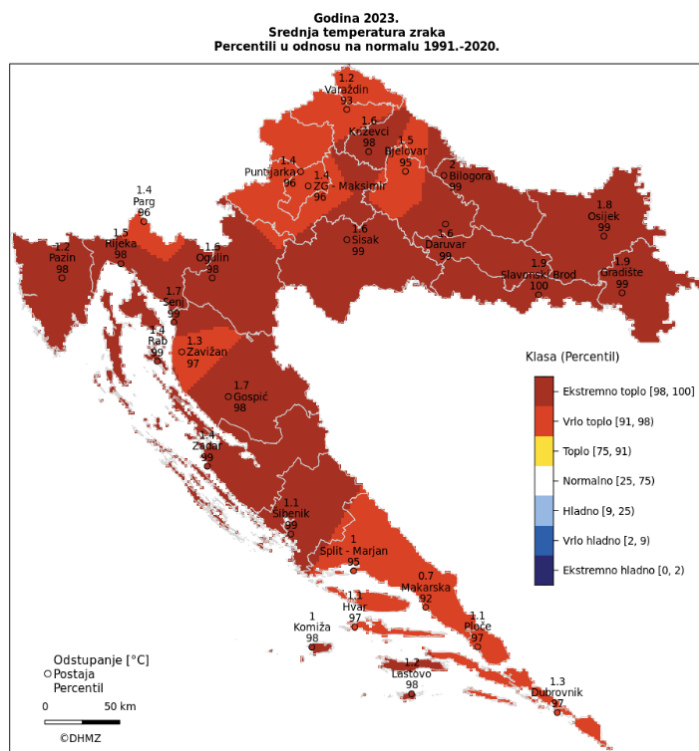 Godina 2023.
Srednja temperatura zraka
Percentili u odnosu na normalu 1991.-2020.
1.2
Varaždin
93
1.6
Križevci
98
1.5
Bjelovar
95
2
Bilogora
99
1.4
Puntijarka
96
1.4
ZG - Maksimir
96
1.4
Parg
96
1.8
Osijek
99
1.2
Pazin
98
1.5
Rijeka
98
1.5
Ogulin
98
1.6
Sisak
99
1.6
Daruvar
99
1.9
Slavonski Brod
100
1.9
Gradište
99
1.7
Senj
99
1.4
Rab
99
1.3
Zavižan
97
1.7
Gospić
98
1.4
Zadar
99
1.1
Šibenik
99
1
Split - Marjan
95
0.7
Makarska
92
1.1
Hvar
97
1
Komiža
98
1.1
Ploče
97
1.2
Lastovo
98
1.3
Dubrovnik
97
Klasa (Percentil)
Ekstremno toplo [98, 100]
Vrlo toplo [91, 98)
Toplo [75, 91)
Normalno [25, 75)
Hladno [9, 25)
Vrlo hladno [2, 9)
Ekstremno hladno [0, 2)
Odstupanje [°C]
Postaja
Percentil
0 50 km
©DHMZ